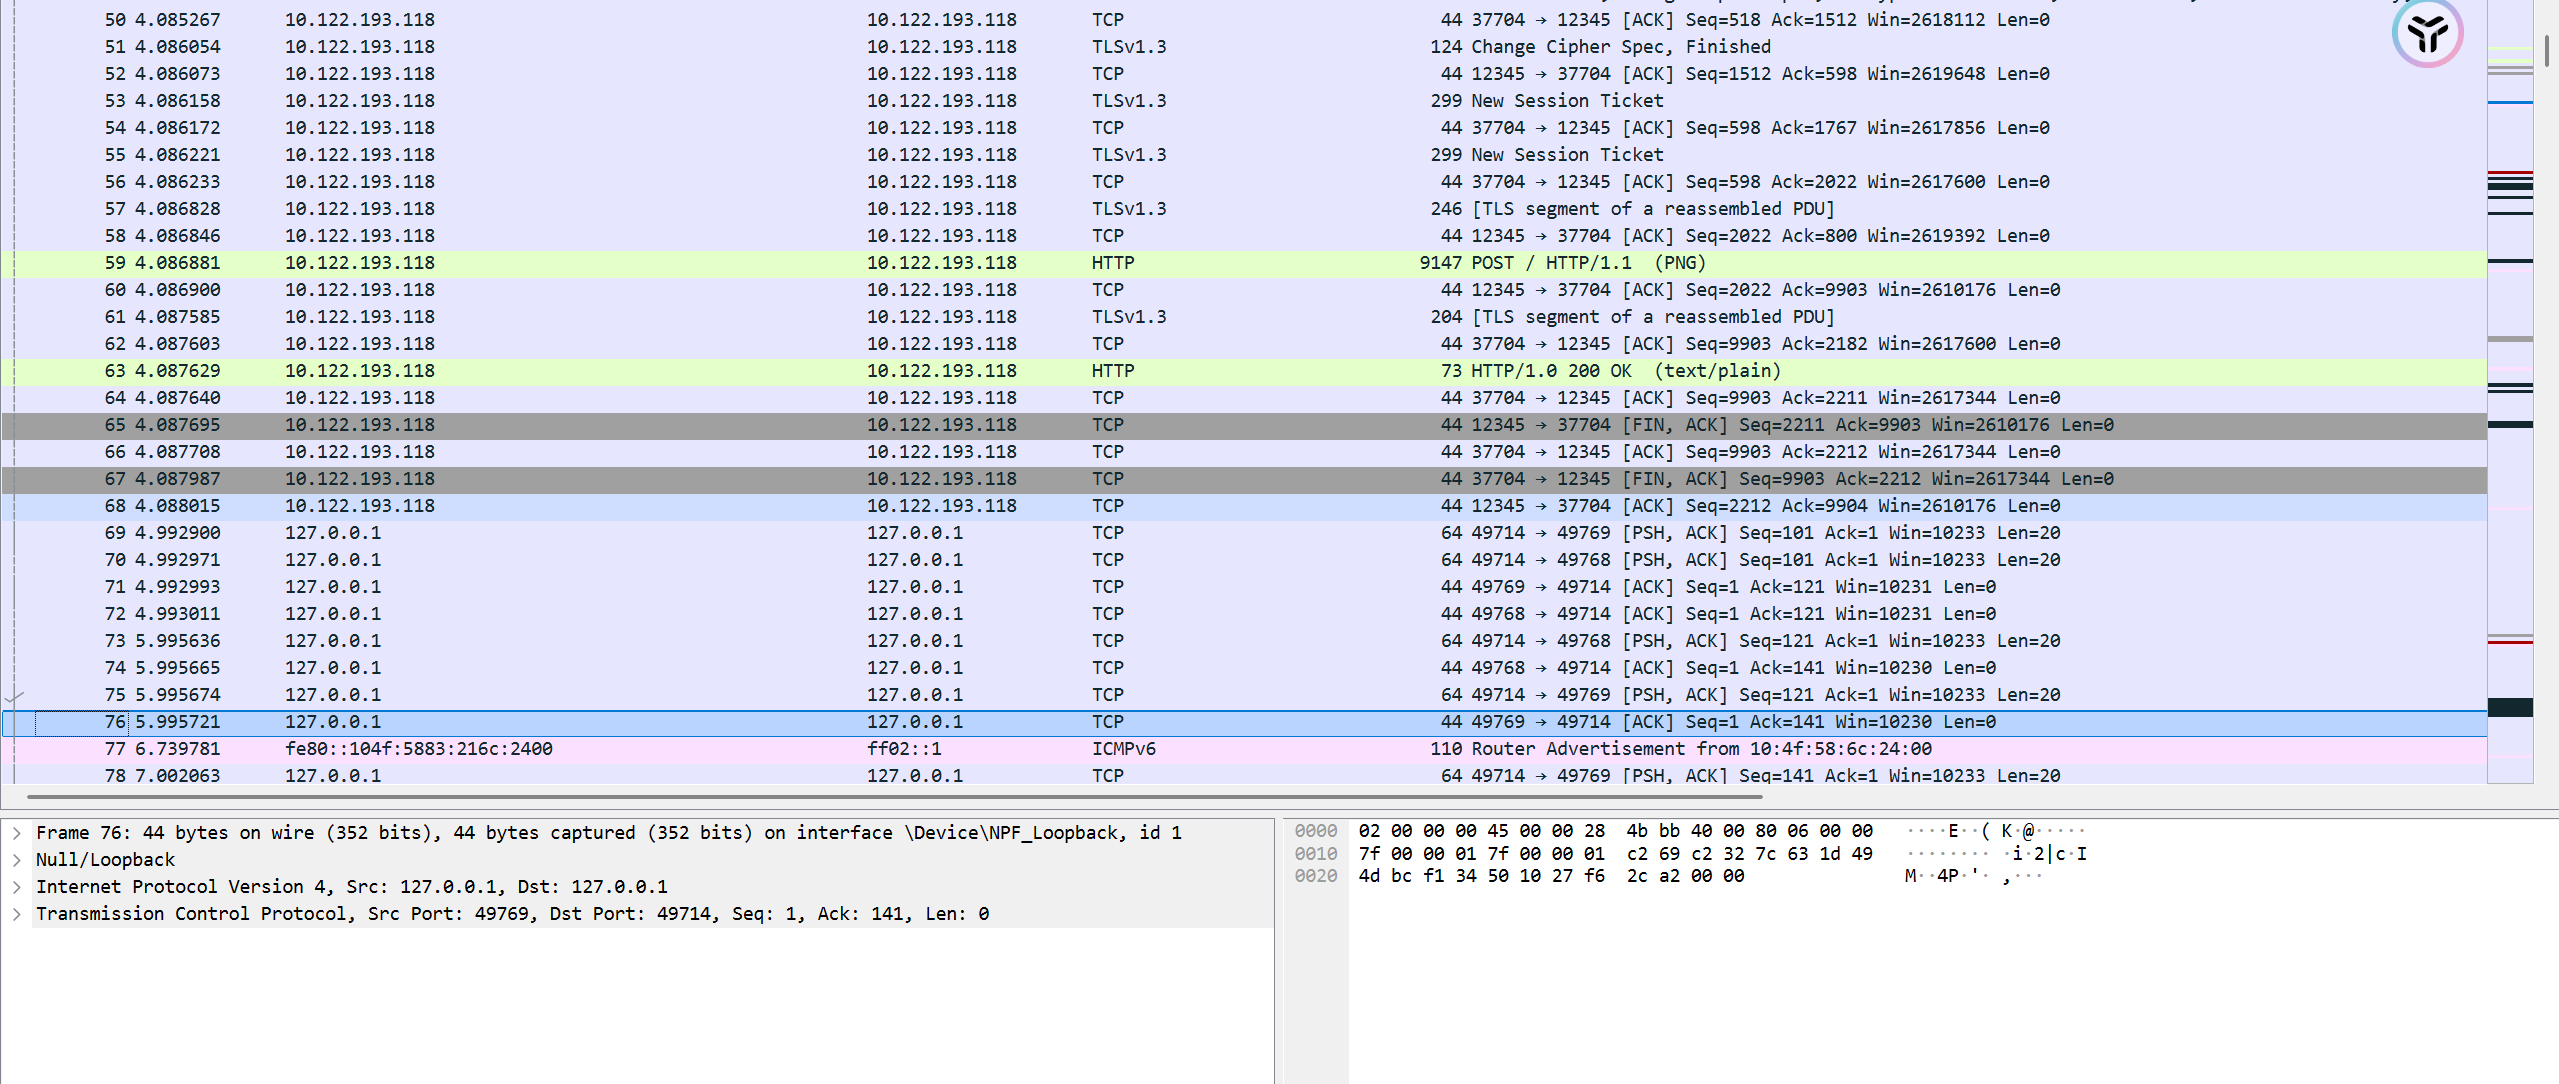 50 4.085267 10.122.193.118 10.122.193.118 TCP 44 37704 → 12345 [ACK] Seq=518 Ack=1512 Win=2618112 Len=0
51 4.086054 10.122.193.118 10.122.193.118 TLSv1.3 124 Change Cipher Spec, Finished
52 4.086073 10.122.193.118 10.122.193.118 TCP 44 12345 → 37704 [ACK] Seq=1512 Ack=598 Win=2619648 Len=0
53 4.086158 10.122.193.118 10.122.193.118 TLSv1.3 299 New Session Ticket
54 4.086172 10.122.193.118 10.122.193.118 TCP 44 37704 → 12345 [ACK] Seq=598 Ack=1767 Win=2617856 Len=0
55 4.086221 10.122.193.118 10.122.193.118 TLSv1.3 299 New Session Ticket
56 4.086233 10.122.193.118 10.122.193.118 TCP 44 37704 → 12345 [ACK] Seq=598 Ack=2022 Win=2617600 Len=0
57 4.086828 10.122.193.118 10.122.193.118 TLSv1.3 246 [TLS segment of a reassembled PDU]
58 4.086846 10.122.193.118 10.122.193.118 TCP 44 12345 → 37704 [ACK] Seq=2022 Ack=800 Win=2619392 Len=0
59 4.086881 10.122.193.118 10.122.193.118 HTTP 9147 POST / HTTP/1.1 (PNG)
60 4.086900 10.122.193.118 10.122.193.118 TCP 44 12345 → 37704 [ACK] Seq=2022 Ack=9903 Win=2610176 Len=0
61 4.087585 10.122.193.118 10.122.193.118 TLSv1.3 204 [TLS segment of a reassembled PDU]
62 4.087603 10.122.193.118 10.122.193.118 TCP 44 37704 → 12345 [ACK] Seq=9903 Ack=2182 Win=2617600 Len=0
63 4.087629 10.122.193.118 10.122.193.118 HTTP 73 HTTP/1.0 200 OK (text/plain)
64 4.087640 10.122.193.118 10.122.193.118 TCP 44 37704 → 12345 [ACK] Seq=9903 Ack=2211 Win=2617344 Len=0
65 4.087695 10.122.193.118 10.122.193.118 TCP 44 12345 → 37704 [FIN, ACK] Seq=2211 Ack=9903 Win=2610176 Len=0
66 4.087708 10.122.193.118 10.122.193.118 TCP 44 37704 → 12345 [ACK] Seq=9903 Ack=2212 Win=2617344 Len=0
67 4.087987 10.122.193.118 10.122.193.118 TCP 44 37704 → 12345 [FIN, ACK] Seq=9903 Ack=2212 Win=2617344 Len=0
68 4.088015 10.122.193.118 10.122.193.118 TCP 44 12345 → 37704 [ACK] Seq=2212 Ack=9904 Win=2610176 Len=0
69 4.992900 127.0.0.1 127.0.0.1 TCP 64 49714 → 49769 [PSH, ACK] Seq=101 Ack=1 Win=10233 Len=20
70 4.992971 127.0.0.1 127.0.0.1 TCP 64 49714 → 49768 [PSH, ACK] Seq=101 Ack=1 Win=10233 Len=20
71 4.992993 127.0.0.1 127.0.0.1 TCP 44 49769 → 49714 [ACK] Seq=1 Ack=121 Win=10231 Len=0
72 4.993011 127.0.0.1 127.0.0.1 TCP 44 49768 → 49714 [ACK] Seq=1 Ack=121 Win=10231 Len=0
73 5.995636 127.0.0.1 127.0.0.1 TCP 64 49714 → 49768 [PSH, ACK] Seq=121 Ack=1 Win=10233 Len=20
74 5.995665 127.0.0.1 127.0.0.1 TCP 44 49768 → 49714 [ACK] Seq=1 Ack=141 Win=10230 Len=0
75 5.995674 127.0.0.1 127.0.0.1 TCP 64 49714 → 49769 [PSH, ACK] Seq=121 Ack=1 Win=10233 Len=20
76 5.995721 127.0.0.1 127.0.0.1 TCP 44 49769 → 49714 [ACK] Seq=1 Ack=141 Win=10230 Len=0
77 6.739781 fe80::104f:5883:216c:2400 ff02::1 ICMPv6 110 Router Advertisement from 10:4f:58:6c:24:00
78 7.002063 127.0.0.1 127.0.0.1 TCP 64 49714 → 49769 [PSH, ACK] Seq=141 Ack=1 Win=10233 Len=20
Frame 76: 44 bytes on wire (352 bits), 44 bytes captured (352 bits) on interface \Device\NPF_Loopback, id 1
Null/Loopback
Internet Protocol Version 4, Src: 127.0.0.1, Dst: 127.0.0.1
Transmission Control Protocol, Src Port: 49769, Dst Port: 49714, Seq: 1, Ack: 141, Len: 0
0000 02 00 00 00 45 00 00 28 4b bb 40 00 80 06 00 00 ····E··( K·@·····
0010 7f 00 00 01 7f 00 00 01 c2 69 c2 32 7c 63 1d 49 ········ ·i·2|c·I
0020 4d bc f1 34 50 10 27 f6 2c a2 00 00 M··4P·'· ,···